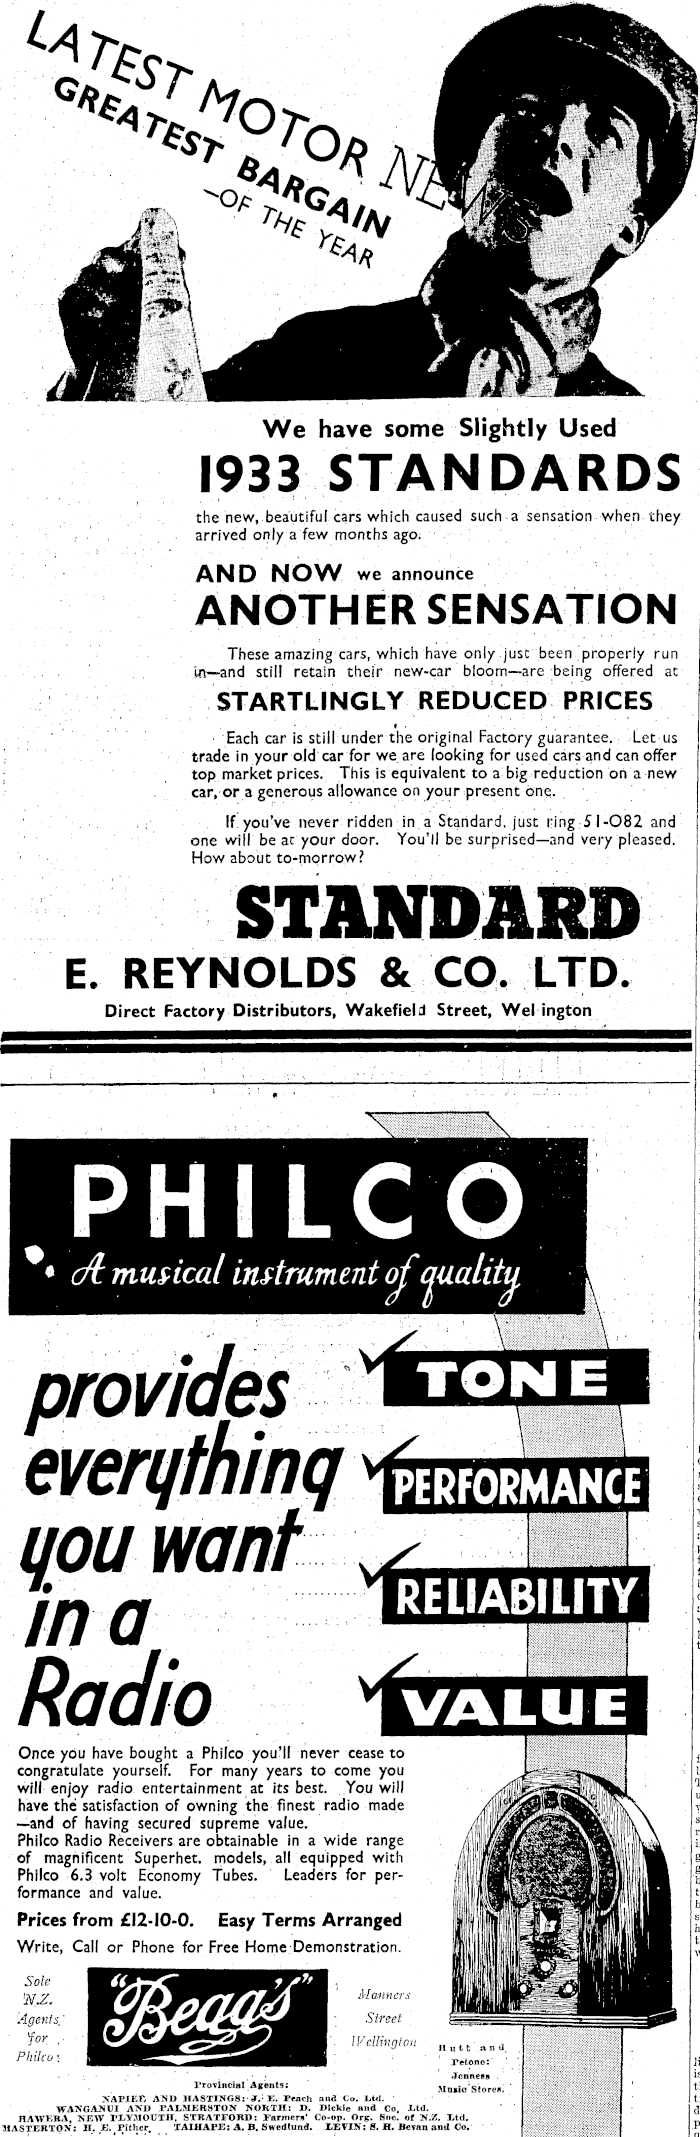 LATEST MOTOR NEWS
GREATEST BARGAIN
—OF THE YEAR
We have some Slightly Used
1933 STANDARDS
the new, beautiful cars which caused such a sensation when they
arrived only a few months ago.
AND NOW we announce
ANOTHER SENSATION
These amazing cars, which have only just been properly run
in—and still retain their new-car bloom—are being offered at
STARTLINGLY REDUCED PRICES
Each car is still under the original Factory guarantee. Let us
trade in your old car for we are looking for used cars and can offer
top market prices. This is equivalent to a big reduction on a new
car, or a generous allowance on your present one.
If you've never ridden in a Standard, just ring 51-082 and
one will be at your door. You'll be surprised—and very pleased.
How about to-morrow?
STANDARD
E. REYNOLDS & CO. LTD.
Direct Factory Distributors, Wakefield Street, Wel ington
PHILCO
A musical instrument of quality
provides
everything
you want
in a
Radio
TONE
PERFORMANCE
RELIABILITY
VALUE
Once you have bought a Philco you'll never cease to
congratulate yourself. For many years to come you
will enjoy radio entertainment at its best. You will
have the satisfaction of owning the finest radio made
—and of having secured supreme value.
Philco Radio Receivers are obtainable in a wide range
of magnificent Superhet. models, all equipped with
Philco 6.3 volt Economy Tubes. Leaders for per-
formance and value.
Prices from £12-10-0. Easy Terms Arranged
Write, Call or Phone for Free Home Demonstration.
Sole
N.Z.
Agents
for
Philco:
"Begg's"
Manners
Street
Wellington
Hutt and
Petone:
Jenness
Music Stores.
Provincial Agents:
NAPIER AND HASTINGS: J. E. Peach and Co. Ltd.
WANGANUI AND PALMERSTON NORTH: D. Dickie and Co. Ltd.
HAWERA, NEW PLYMOUTH, STRATFORD: Farmers' Co-op. Org. Soc. of N.Z. Ltd.
MASTERTON: H. E. Pither. TAIHAPE: A. B. Swedlund. LEVIN: S. H. Bevan and Co.